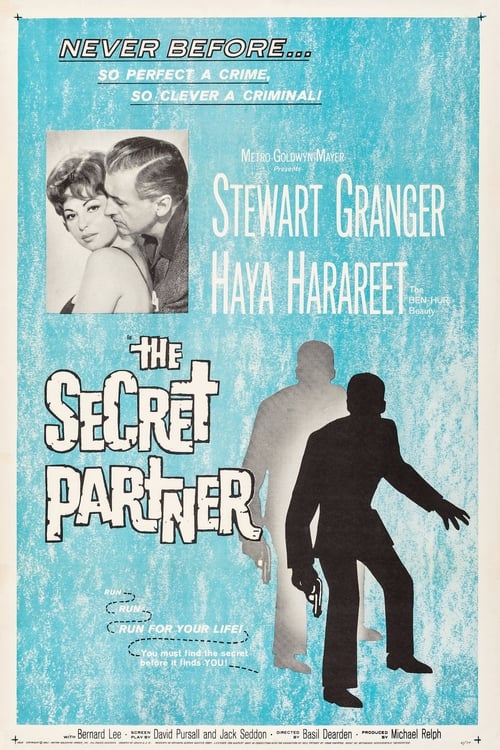 NEVER BEFORE...
SO PERFECT A CRIME,
SO CLEVER A CRIMINAL!
METRO-GOLDWYN-MAYER
Presents
STEWART GRANGER
HAYA HARAREET
The
BEN-HUR
Beauty
"THE
SECRET
PARTNER"
RUN...
RUN...
RUN FOR YOUR LIFE!
You must find the secret
before it finds YOU!
WITH Bernard Lee • SCREEN PLAY BY David Pursall and Jack Seddon • DIRECTED BY Basil Dearden • PRODUCED BY Michael Relph